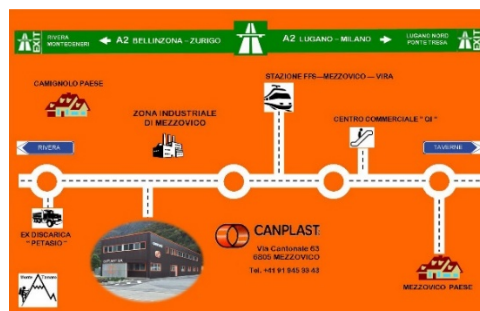 EXIT
RIVERA
MONTECENERI
A2 BELLINZONA - ZURIGO
A2 LUGANO - MILANO
LUGANO NORD
PONTE TRESA
EXIT
STAZIONE FFS—MEZZOVICO — VIRA
CAMIGNOLO PAESE
ZONA INDUSTRIALE
DI MEZZOVICO
CENTRO COMMERCIALE " QI "
RIVERA
TAVERNE
EX DISCARICA
" PETASIO "
CANPLAST
Via Cantonale 63
6805 MEZZOVICO
Tel. +41 91 945 93 43
MEZZOVICO PAESE
Monte